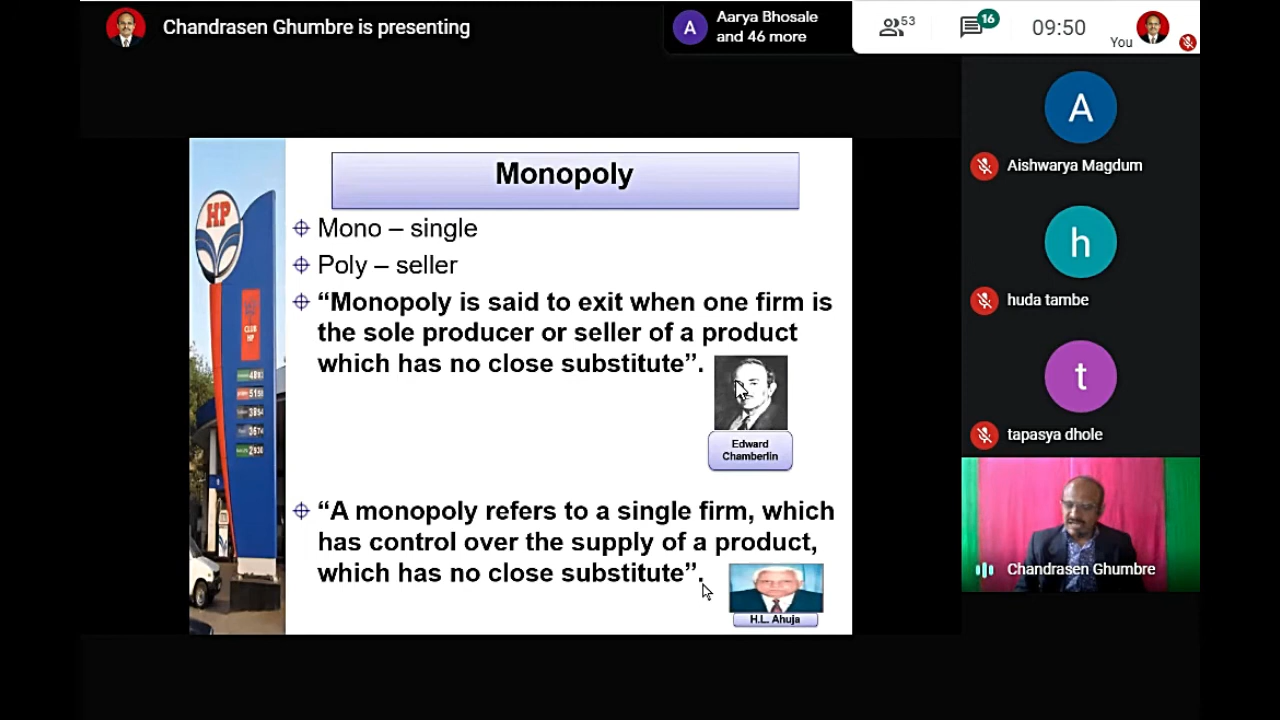 Chandrasen Ghumbre is presenting
A
Aarya Bhosale
and 46 more
53
16
09:50
You
A
Aishwarya Magdum
h
huda tambe
t
tapasya dhole
Chandrasen Ghumbre
HP
CLUB
HP
Monopoly
Mono – single
Poly – seller
“Monopoly is said to exit when one firm is
the sole producer or seller of a product
which has no close substitute”.
Edward
Chamberlin
“A monopoly refers to a single firm, which
has control over the supply of a product,
which has no close substitute”.
H.L. Ahuja